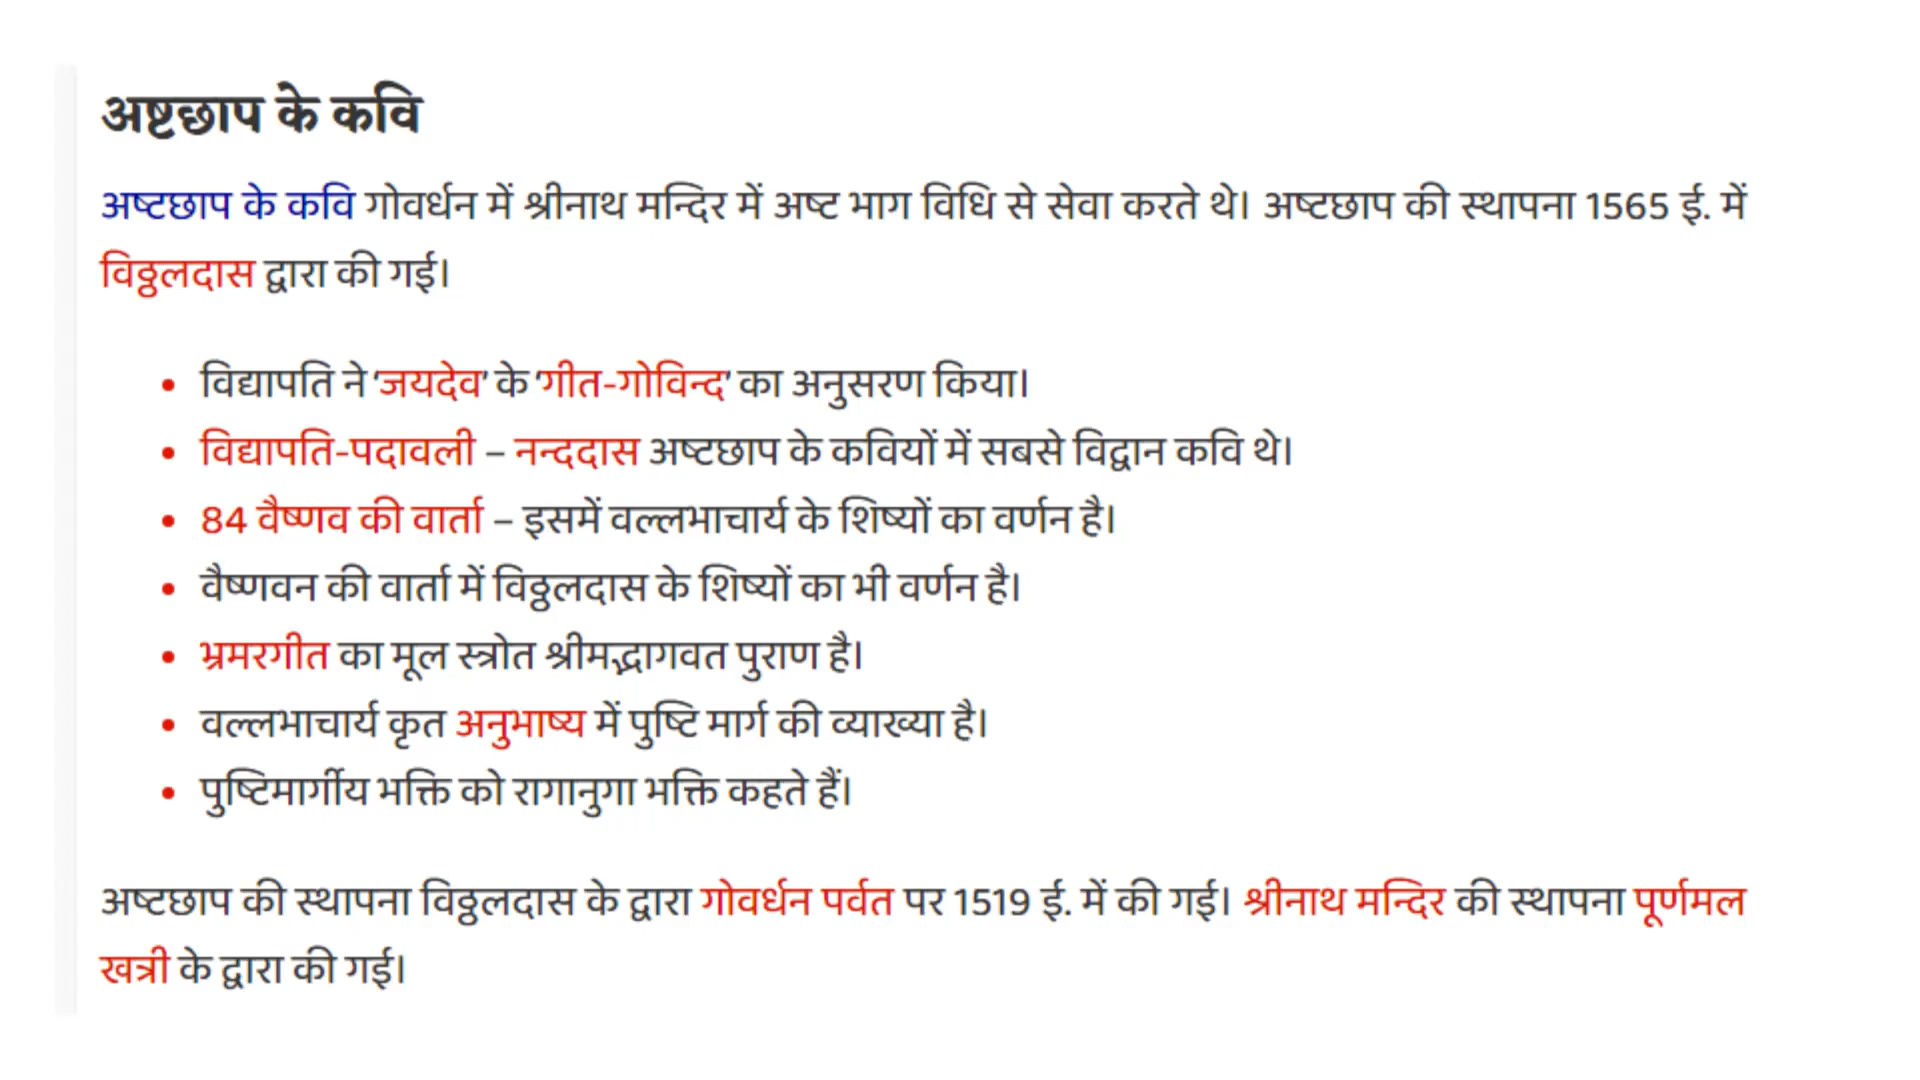 अष्टछाप के कवि
अष्टछाप के कवि गोवर्धन में श्रीनाथ मन्दिर में अष्ट भाग विधि से सेवा करते थे। अष्टछाप की स्थापना 1565 ई. में
विठ्ठलदास द्वारा की गई।
• विद्यापति ने ‘जयदेव’ के ‘गीत-गोविन्द’ का अनुसरण किया।
• विद्यापति-पदावली – नन्ददास अष्टछाप के कवियों में सबसे विद्वान कवि थे।
• 84 वैष्णव की वार्ता – इसमें वल्लभाचार्य के शिष्यों का वर्णन है।
• वैष्णवन की वार्ता में विठ्ठलदास के शिष्यों का भी वर्णन है।
• भ्रमरगीत का मूल स्त्रोत श्रीमद्भागवत पुराण है।
• वल्लभाचार्य कृत अनुभाष्य में पुष्टि मार्ग की व्याख्या है।
• पुष्टिमार्गीय भक्ति को रागानुगा भक्ति कहते हैं।
अष्टछाप की स्थापना विठ्ठलदास के द्वारा गोवर्धन पर्वत पर 1519 ई. में की गई। श्रीनाथ मन्दिर की स्थापना पूर्णमल
खत्री के द्वारा की गई।